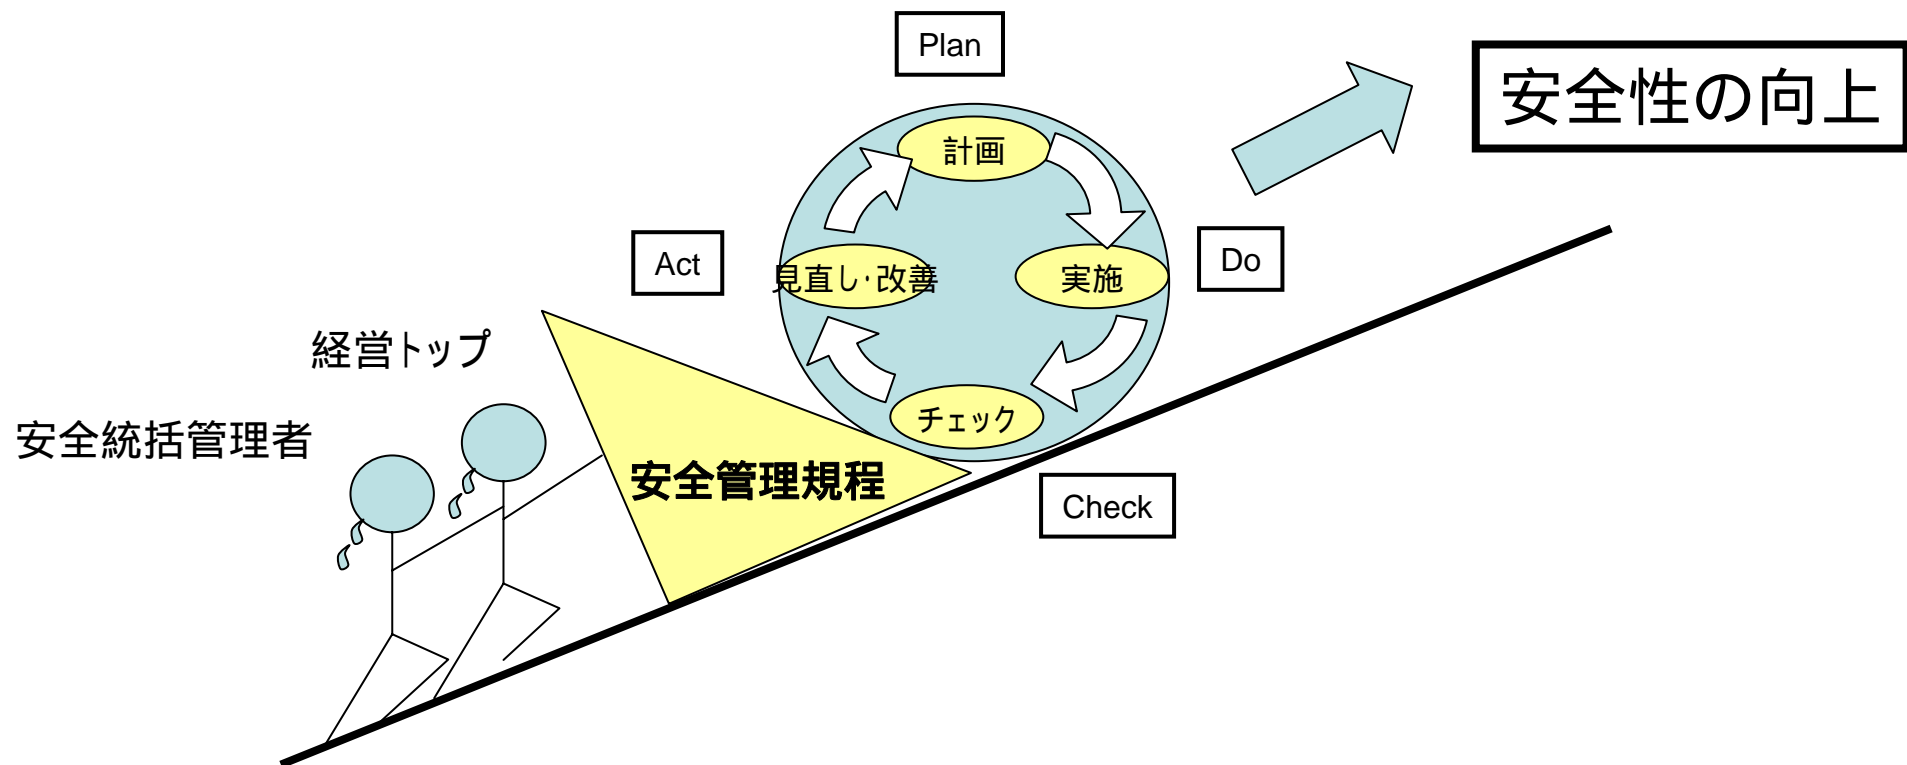 Plan
安全性の向上
計画
Act
見直し・改善
実施
Do
経営トップ
チェック
安全統括管理者
安全管理規程
Check